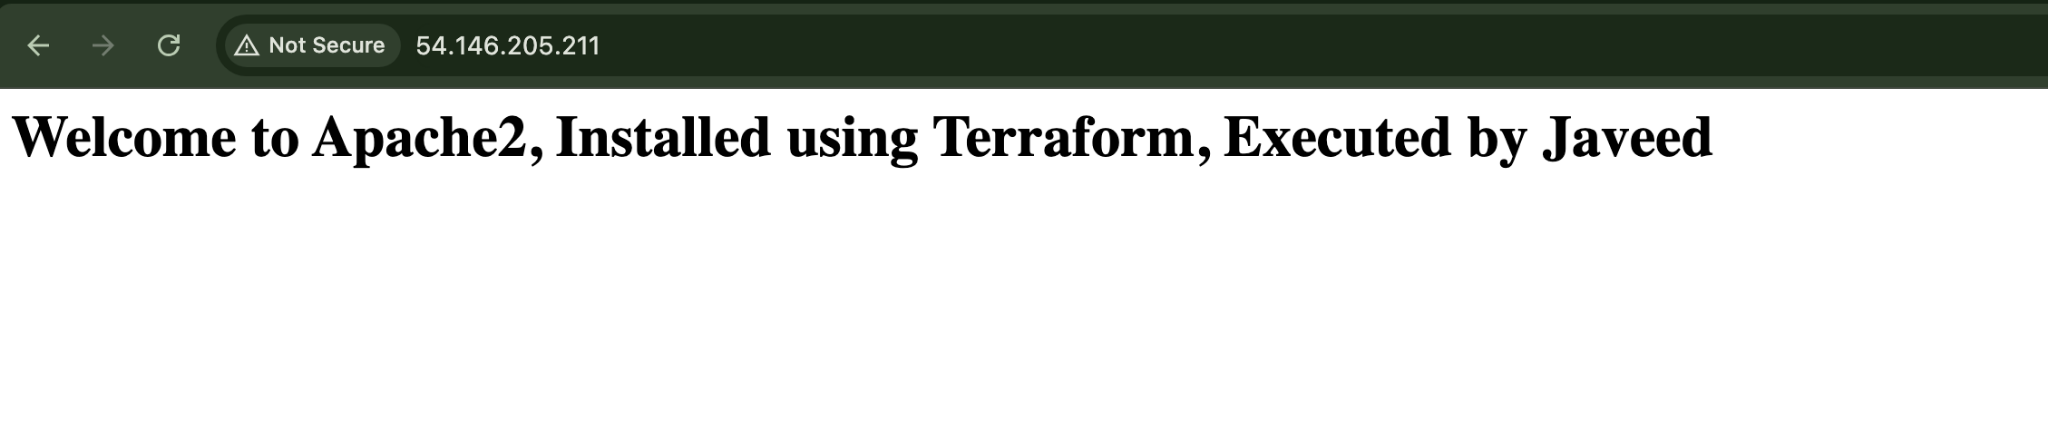 Not Secure 54.146.205.211
Welcome to Apache2, Installed using Terraform, Executed by Javeed